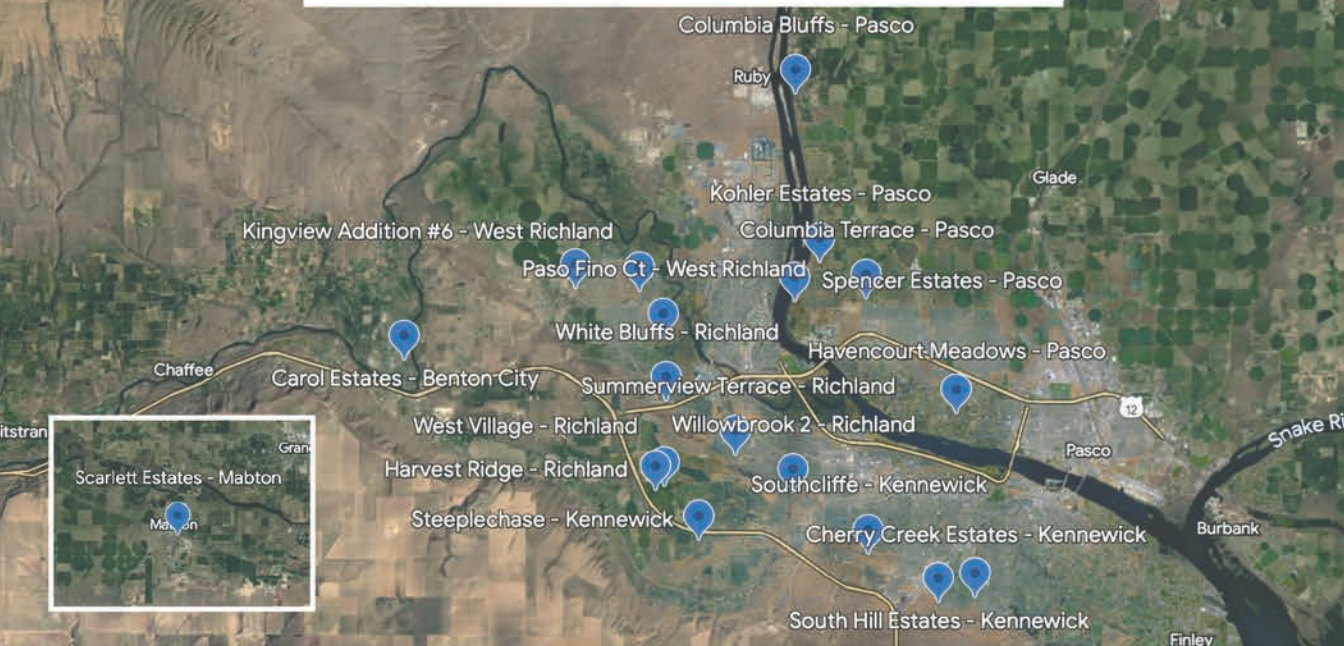 Columbia Bluffs - Pasco
Ruby
Glade
Kohler Estates - Pasco
Kingview Addition #6 - West Richland
Columbia Terrace - Pasco
Paso Fino Ct - West Richland
Spencer Estates - Pasco
White Bluffs - Richland
Havencourt Meadows - Pasco
Chaffee
Carol Estates - Benton City
Summerview Terrace - Richland
12
West Village - Richland
Willowbrook 2 - Richland
itstran
Snake Ri
Gran
Pasco
Harvest Ridge - Richland
Scarlett Estates - Mabton
Southcliffe - Kennewick
Steeplechase - Kennewick
Mabton
Burbank
Cherry Creek Estates - Kennewick
South Hill Estates - Kennewick
Finley